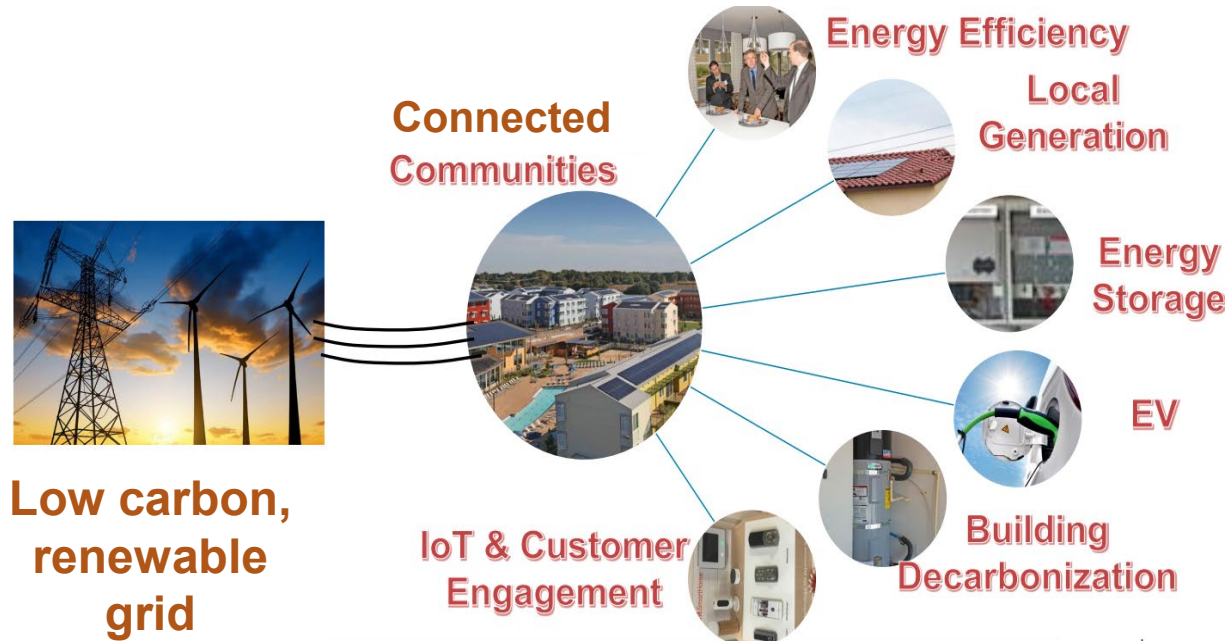 Energy Efficiency
Local
Generation
Connected
Communities
Energy
Storage
EV
Low carbon,
renewable
grid
IoT & Customer
Engagement
Building
Decarbonization